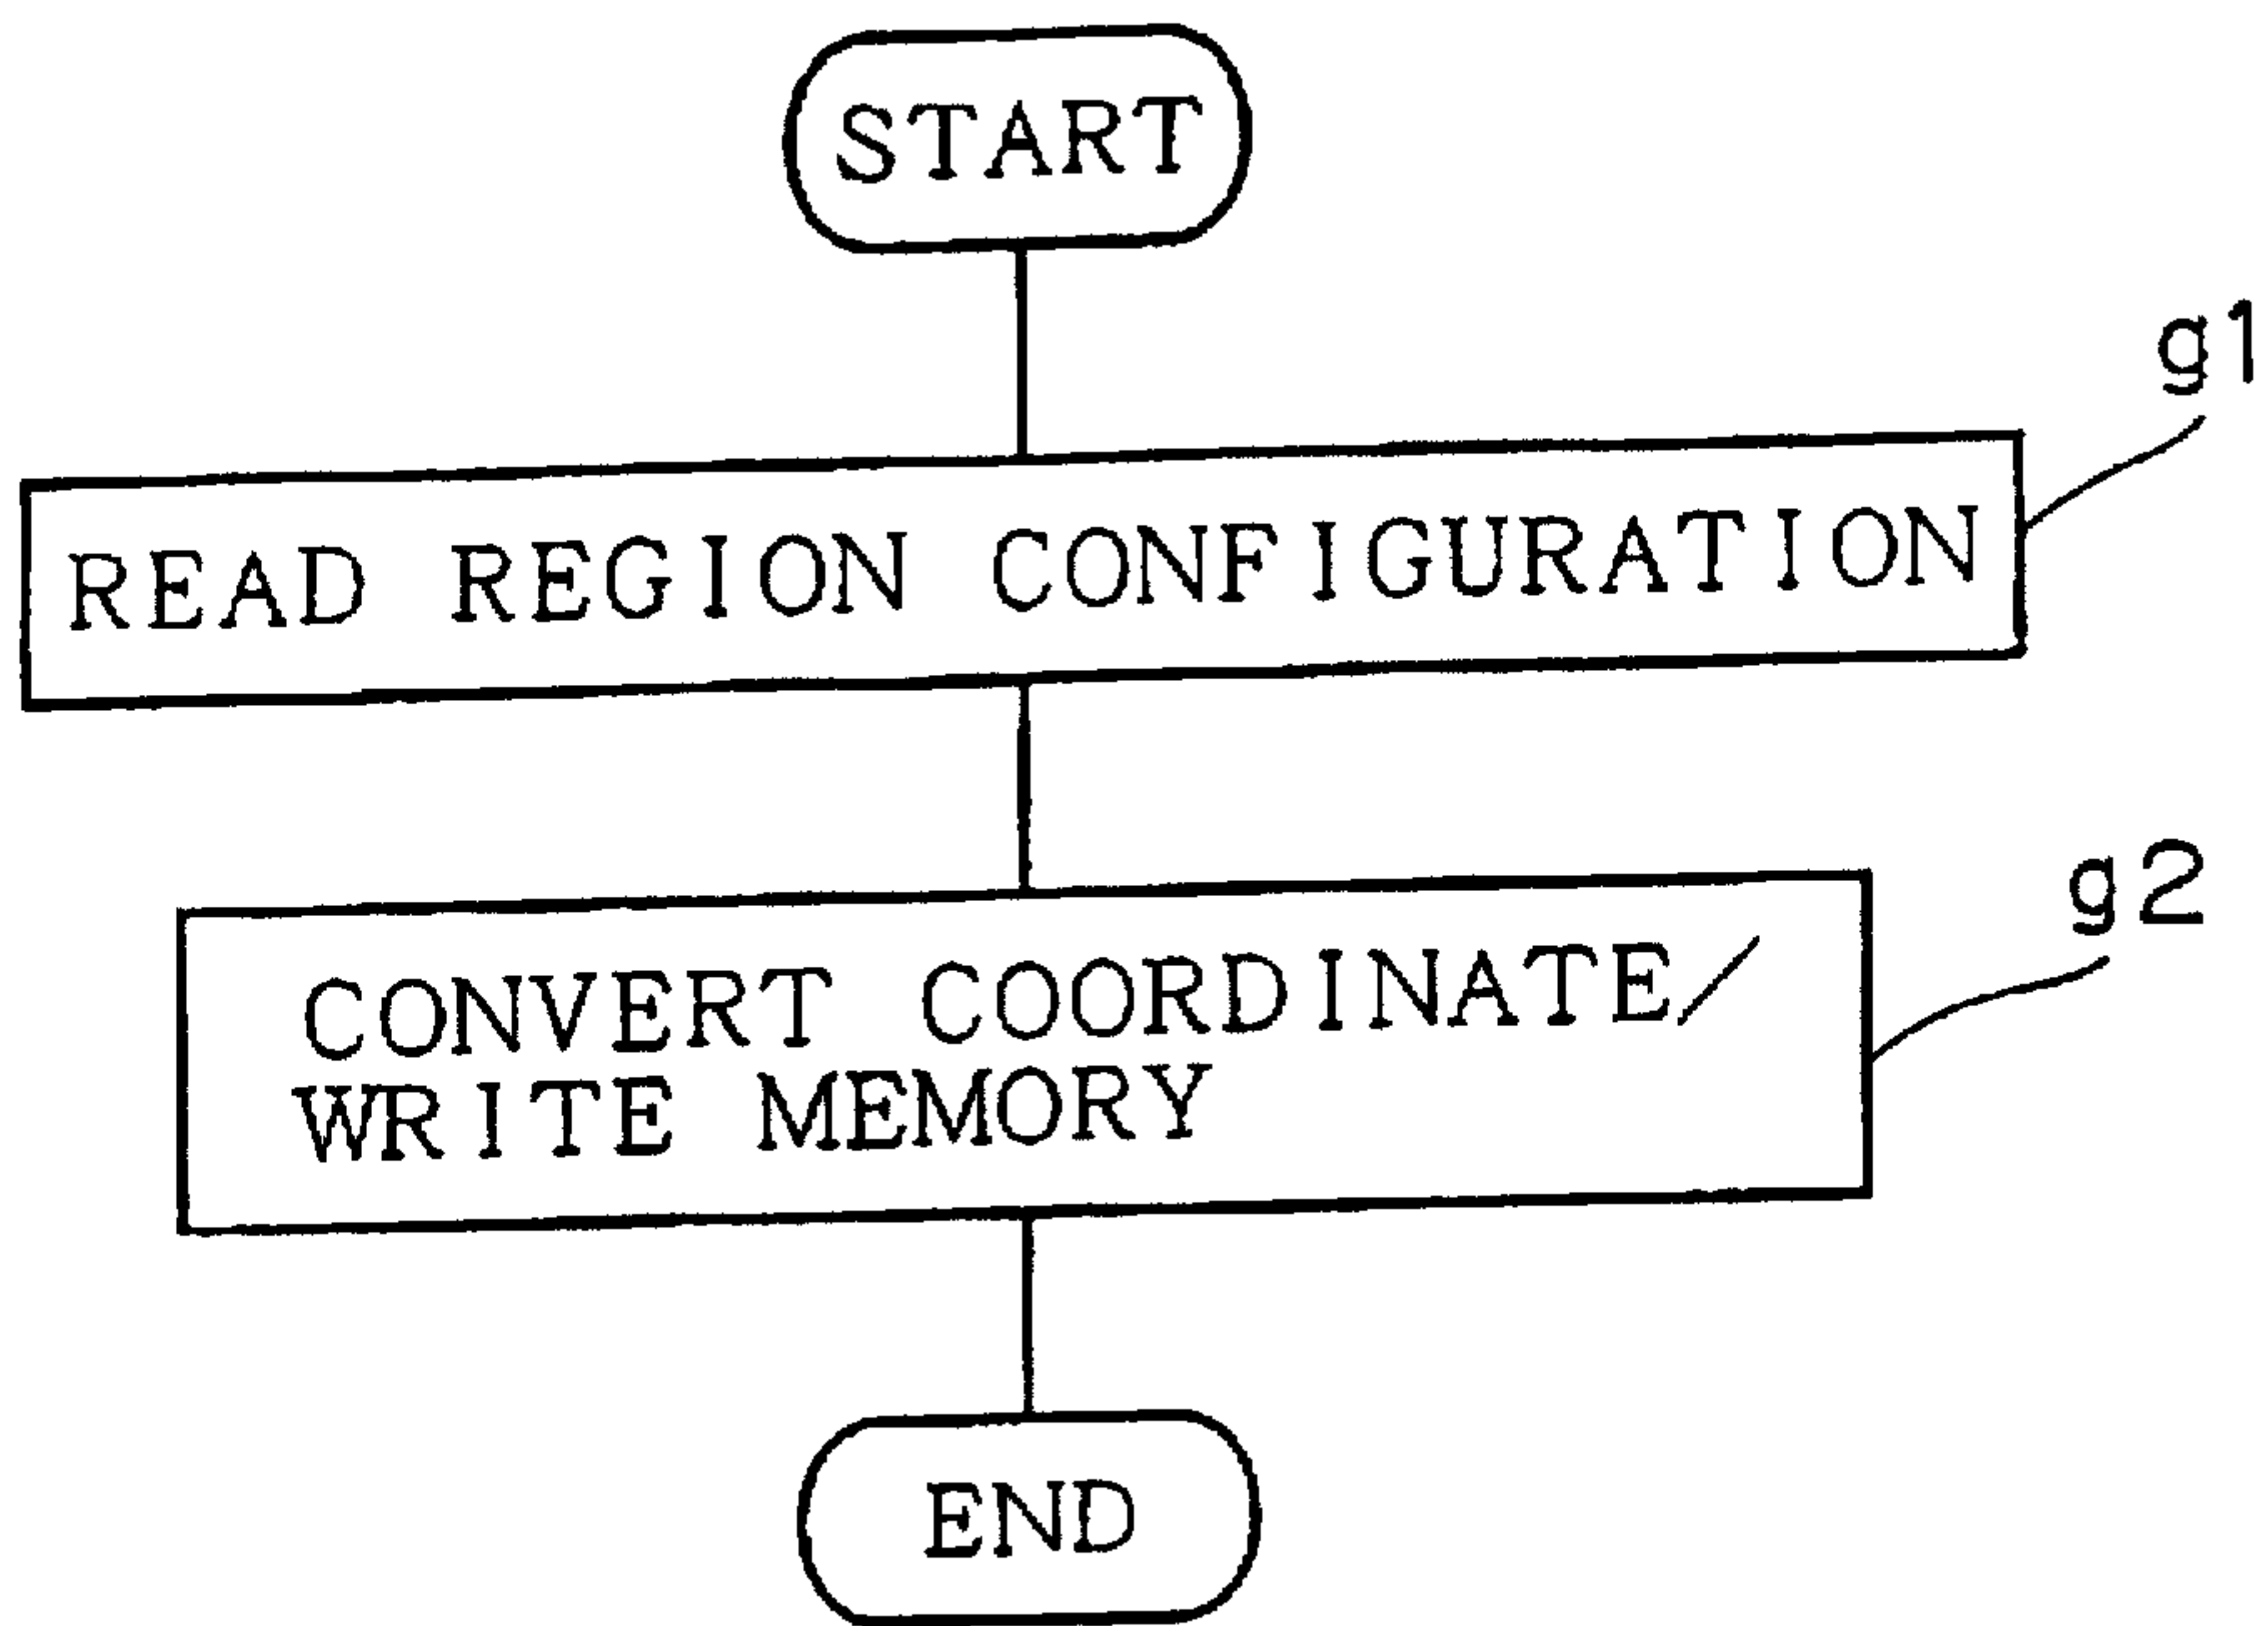 START
g1
READ REGION CONFIGURATION
g2
CONVERT COORDINATE/
WRITE MEMORY
END